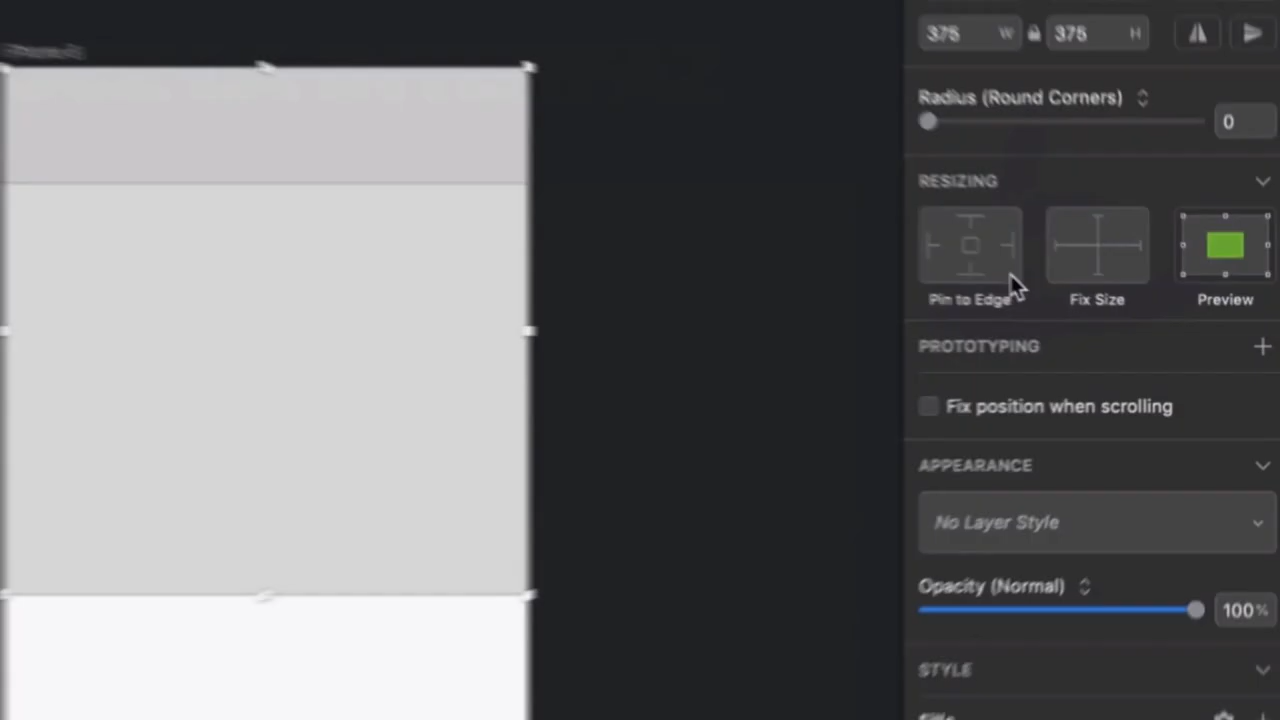 375 W 375 H
Radius (Round Corners)
0
RESIZING
Pin to Edge Fix Size Preview
PROTOTYPING
Fix position when scrolling
APPEARANCE
No Layer Style
Opacity (Normal)
100%
STYLE